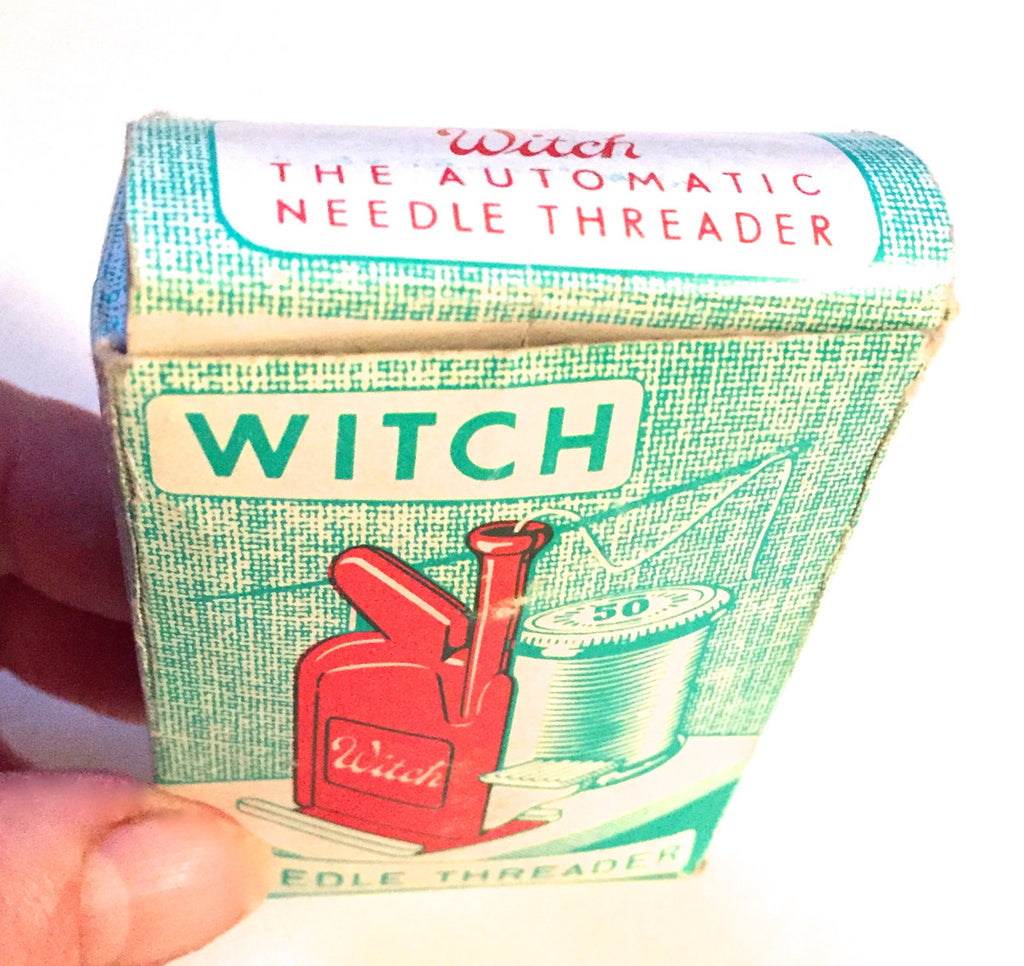 Witch
THE AUTOMATIC
NEEDLE THREADER
WITCH
50
Witch
EDLE THREADER